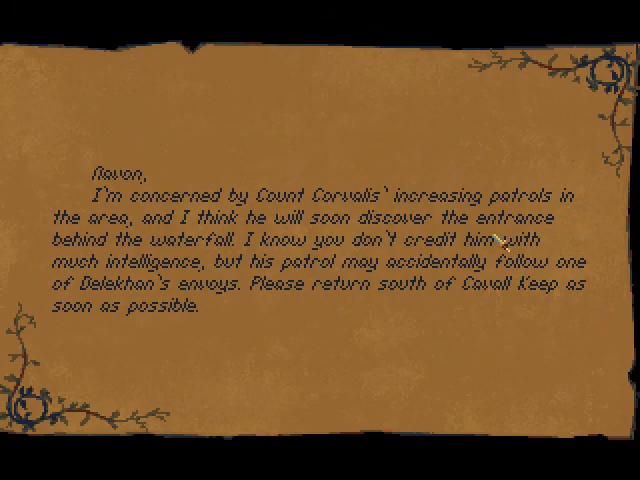 Navon,
I'm concerned by Count Corvalis' increasing patrols in
the area, and I think he will soon discover the entrance
behind the waterfall. I know you don't credit him with
much intelligence, but his patrol may accidentally follow one
of Delekhan's envoys. Please return south of Cavall Keep as
soon as possible.